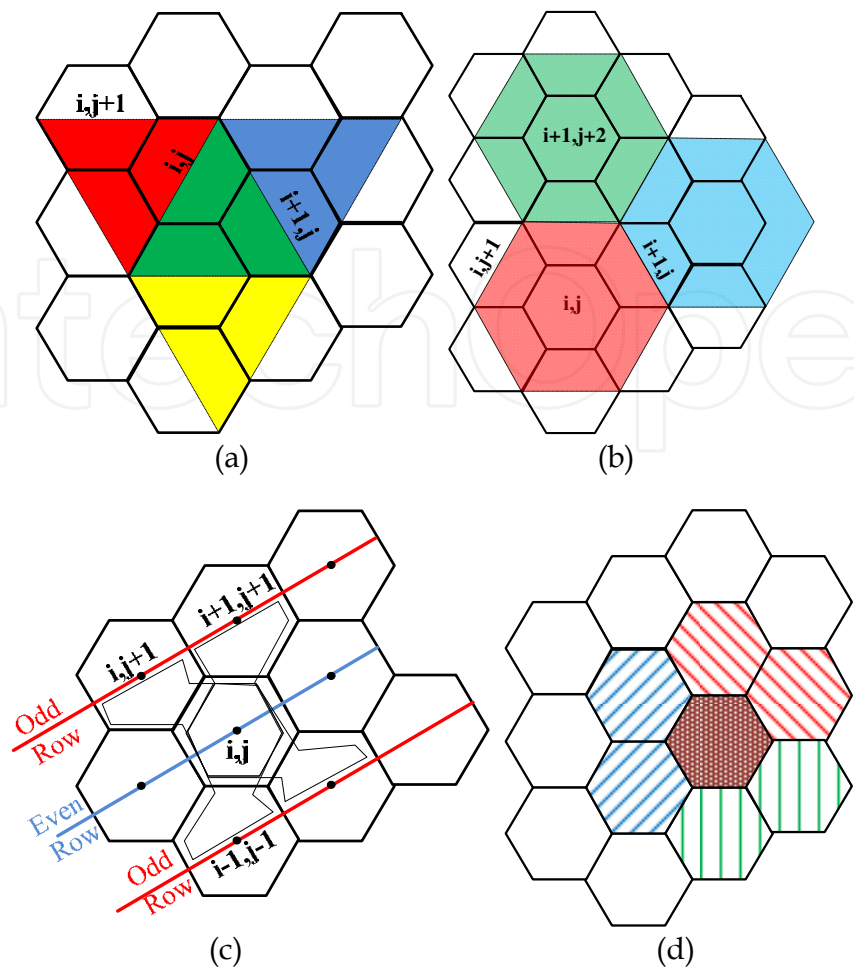 i,j+1
i,j
i+1,j
(a)
i+1,j+2
i,j+1
i+1,j
i,j
(b)
i+1,j+1
i,j+1
i,j
i-1,j-1
Odd
Row
Even
Row
Odd
Row
(c)
(d)